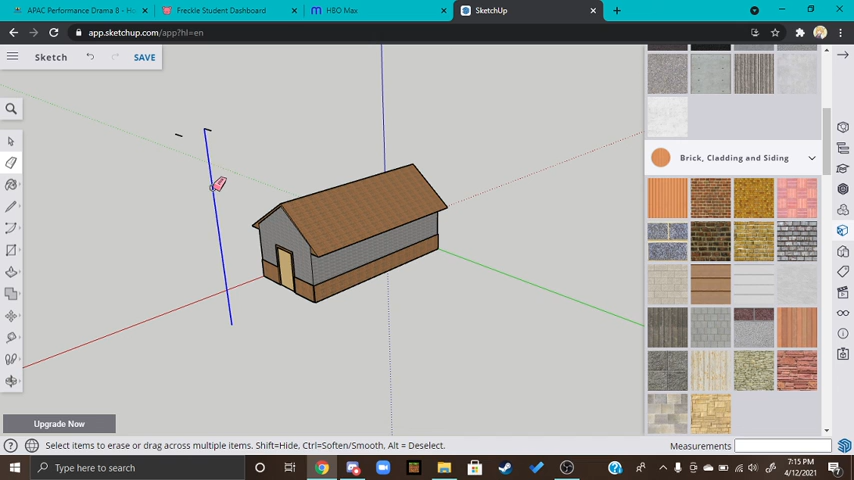 APAC Performance Drama 8 - Ho
Freckle Student Dashboard
HBO Max
SketchUp
app.sketchup.com/app?hl=en
Sketch
SAVE
Brick, Cladding and Siding
Upgrade Now
Select items to erase or drag across multiple items. Shift=Hide, Ctrl=Soften/Smooth, Alt = Deselect.
Measurements
Type here to search
7:15 PM
4/12/2021